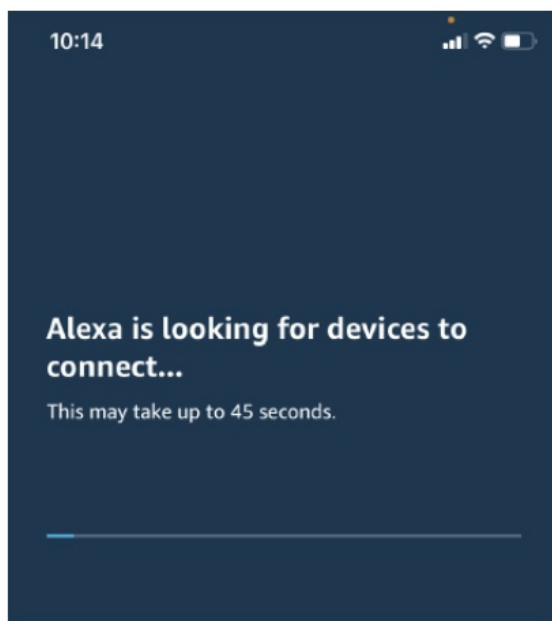 10:14
Alexa is looking for devices to
connect...
This may take up to 45 seconds.